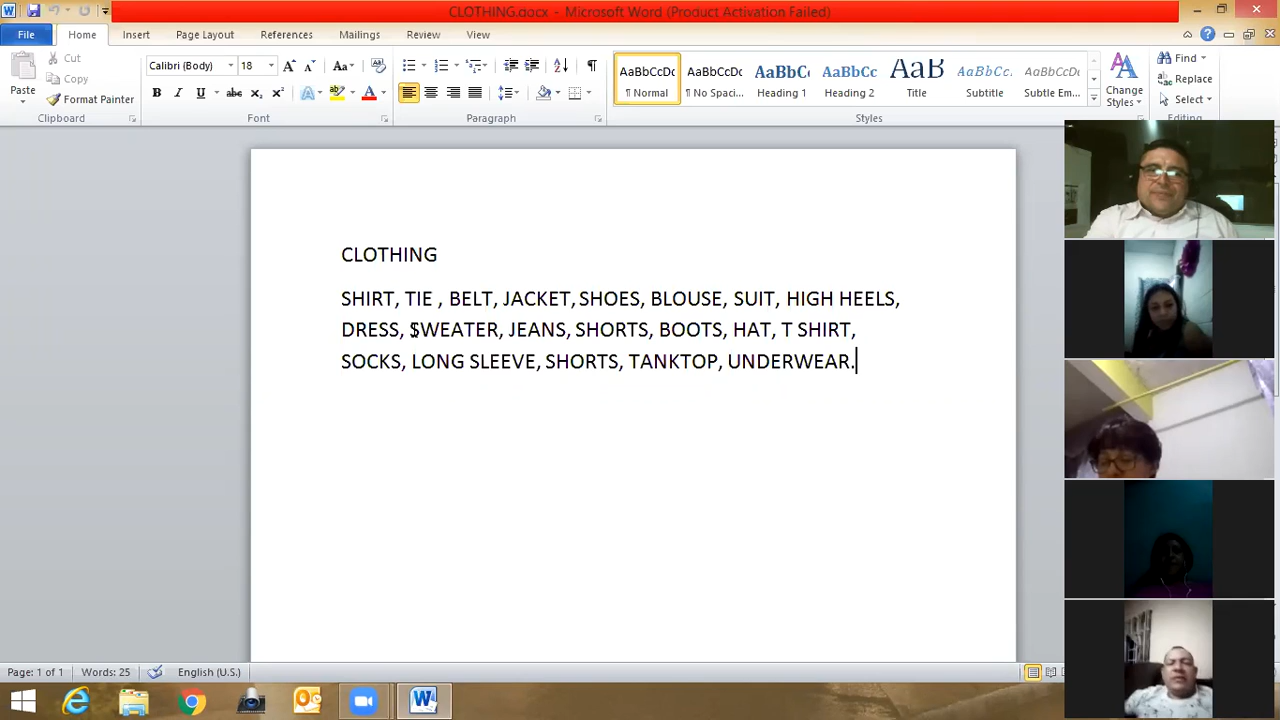 CLOTHING.docx - Microsoft Word (Product Activation Failed)
File Home Insert Page Layout References Mailings Review View
Paste
Cut
Copy
Format Painter
Calibri (Body) 18
AaBbCcDc AaBbCcDc AaBbC AaBbCc AaB AaBbCc. AaBbCcDc
¶ Normal ¶ No Spaci... Heading 1 Heading 2 Title Subtitle Subtle Em...
Change Styles
Find
Replace
Select
Clipboard Font Paragraph Styles Editing
CLOTHING
SHIRT, TIE , BELT, JACKET, SHOES, BLOUSE, SUIT, HIGH HEELS,
DRESS, SWEATER, JEANS, SHORTS, BOOTS, HAT, T SHIRT,
SOCKS, LONG SLEEVE, SHORTS, TANKTOP, UNDERWEAR.
Page: 1 of 1 Words: 25 English (U.S.)